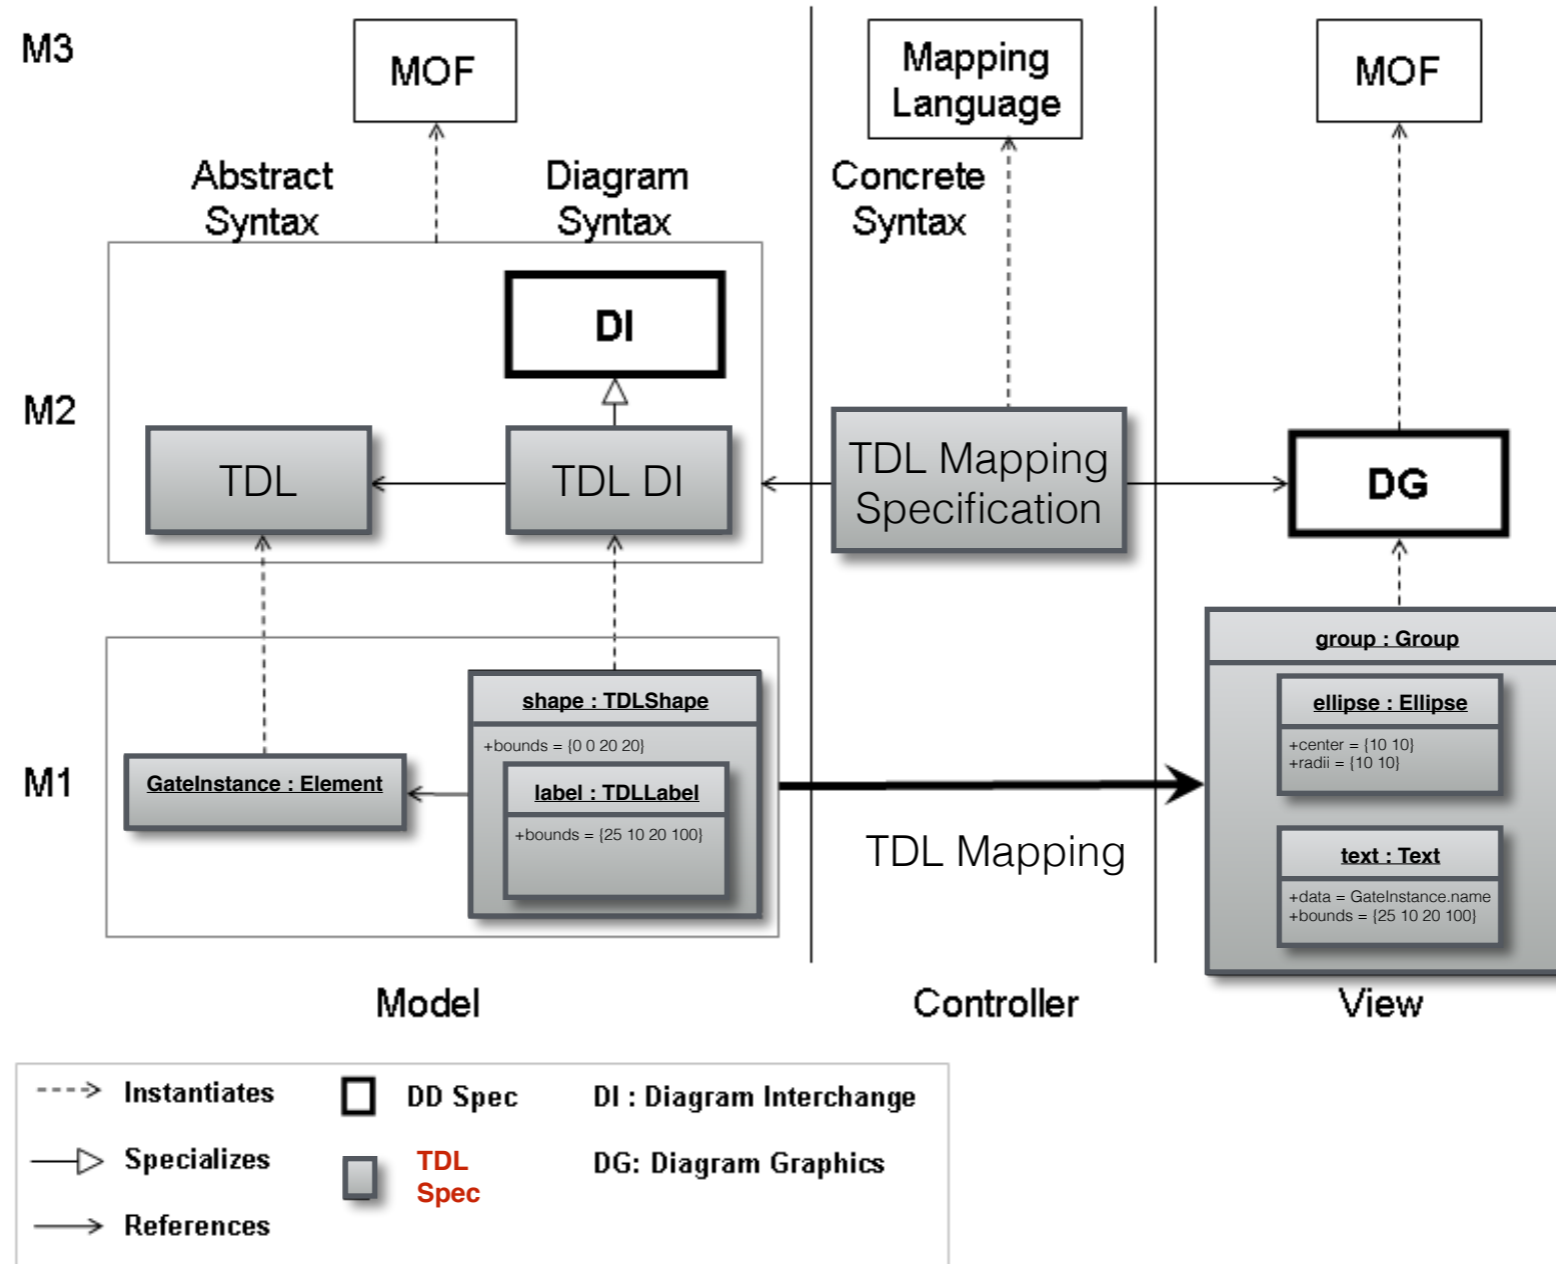 M3
MOF
Mapping
Language
MOF
Abstract
Syntax
Diagram
Syntax
Concrete
Syntax
DI
M2
TDL
TDL DI
TDL Mapping
Specification
DG
M1
GateInstance : Element
shape : TDLShape
+bounds = {0 0 20 20}
label : TDLLabel
+bounds = {25 10 20 100}
TDL Mapping
group : Group
ellipse : Ellipse
+center = {10 10}
+radii = {10 10}
text : Text
+data = GateInstance.name
+bounds = {25 10 20 100}
Model
Controller
View
Instantiates
DD Spec
DI : Diagram Interchange
Specializes
TDL
Spec
DG: Diagram Graphics
References